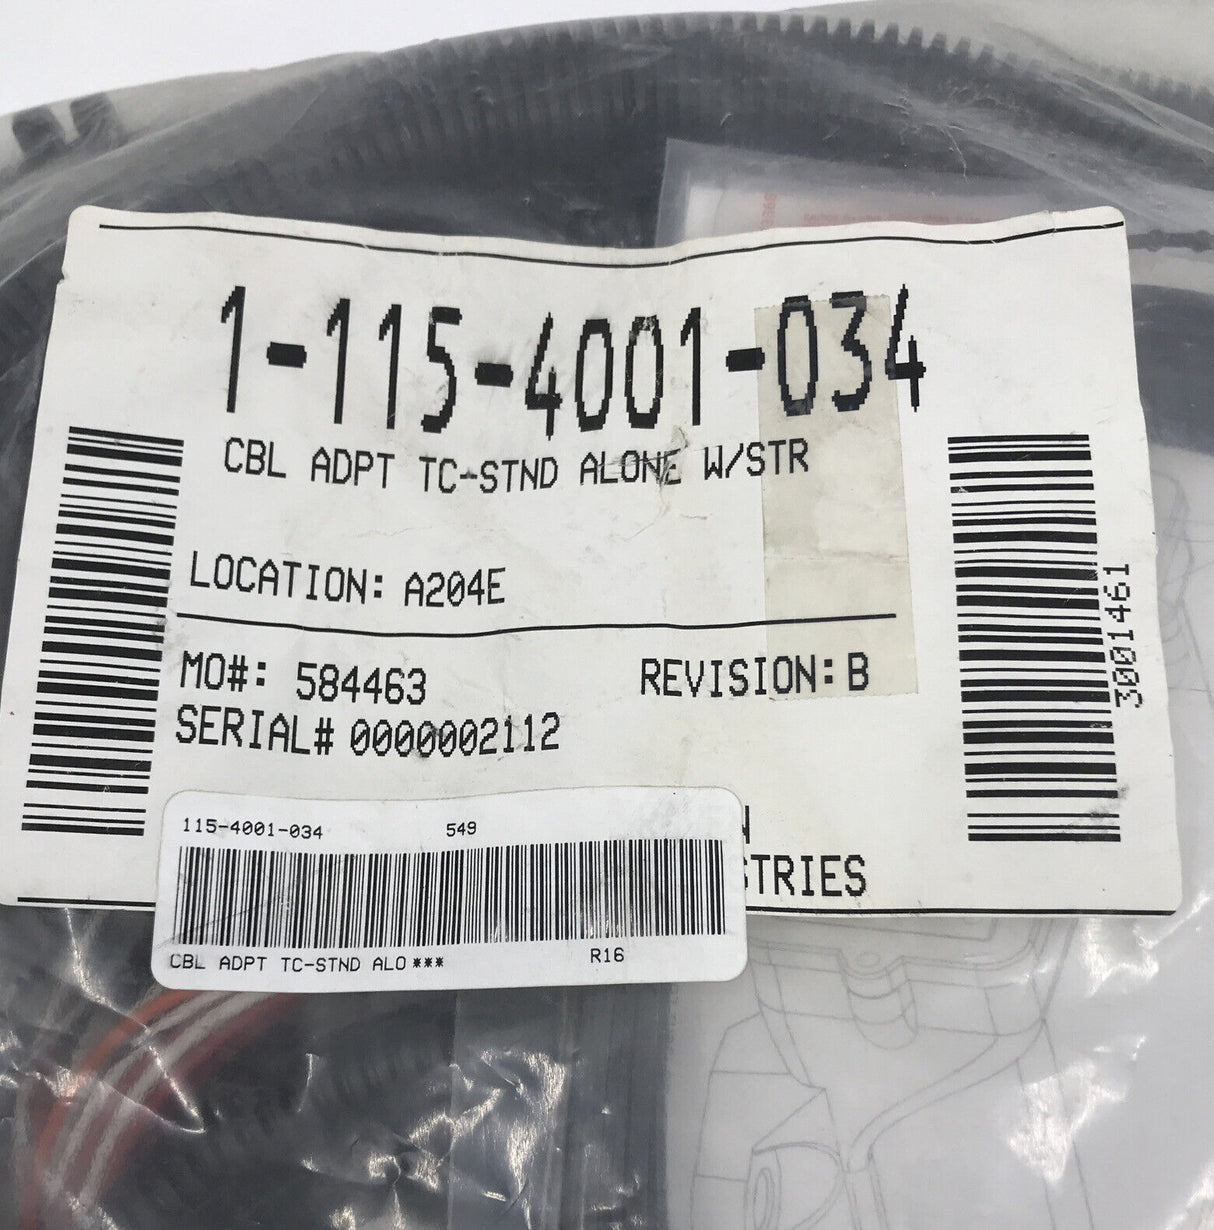 1-115-4001-034
CBL ADPT TC-STND ALONE W/STR
LOCATION: A204E
MO#: 584463 REVISION: B
SERIAL# 0000002112
3001461
115-4001-034 549
CBL ADPT TC-STND ALO***
R16